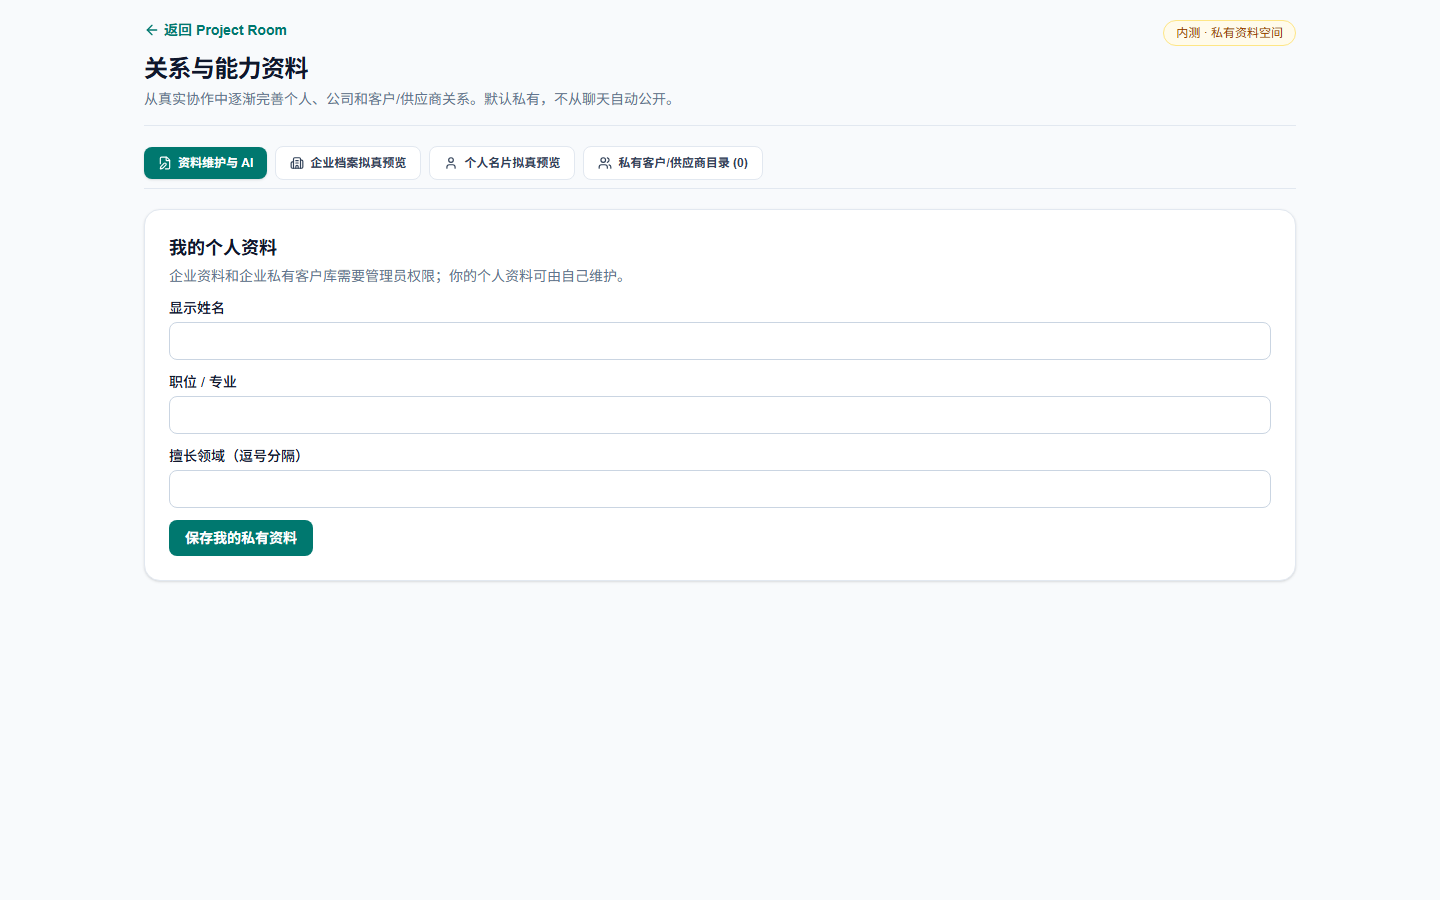 返回 Project Room
内测 · 私有资料空间
关系与能力资料
从真实协作中逐渐完善个人、公司和客户/供应商关系。默认私有，不从聊天自动公开。
资料维护与 AI
企业档案拟真预览
个人名片拟真预览
私有客户/供应商目录 (0)
我的个人资料
企业资料和企业私有客户库需要管理员权限；你的个人资料可由自己维护。
显示姓名
职位 / 专业
擅长领域（逗号分隔）
保存我的私有资料